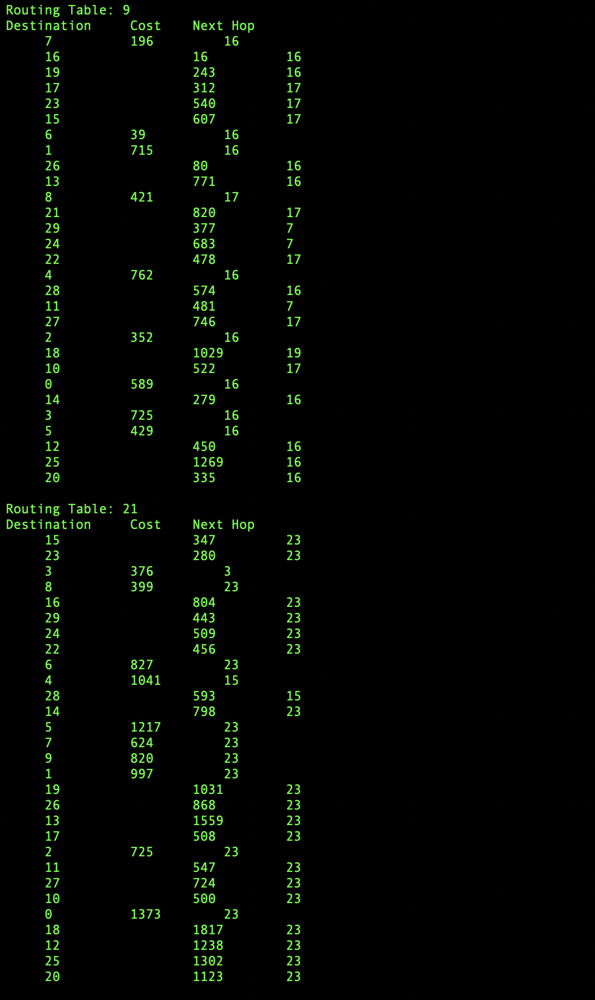 Routing Table: 9
Destination     Cost    Next Hop
7          196         16
16                 16          16
19                 243         16
17                 312         17
23                 540         17
15                 607         17
6          39          16
1          715         16
26                 80          16
13                 771         16
8          421         17
21                 820         17
29                 377         7
24                 683         7
22                 478         17
4          762         16
28                 574         16
11                 481         7
27                 746         17
2          352         16
18                 1029        19
10                 522         17
0          589         16
14                 279         16
3          725         16
5          429         16
12                 450         16
25                 1269        16
20                 335         16

Routing Table: 21
Destination     Cost    Next Hop
15                 347         23
23                 280         23
3          376         3
8          399         23
16                 804         23
29                 443         23
24                 509         23
22                 456         23
6          827         23
4          1041        15
28                 593         15
14                 798         23
5          1217        23
7          624         23
9          820         23
1          997         23
19                 1031        23
26                 868         23
13                 1559        23
17                 508         23
2          725         23
11                 547         23
27                 724         23
10                 500         23
0          1373        23
18                 1817        23
12                 1238        23
25                 1302        23
20                 1123        23